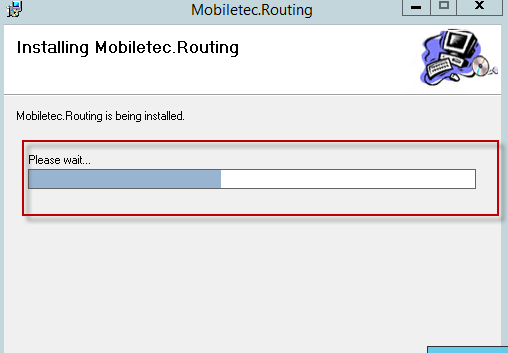 Mobiletec.Routing
Installing Mobiletec.Routing
Mobiletec.Routing is being installed.
Please wait...